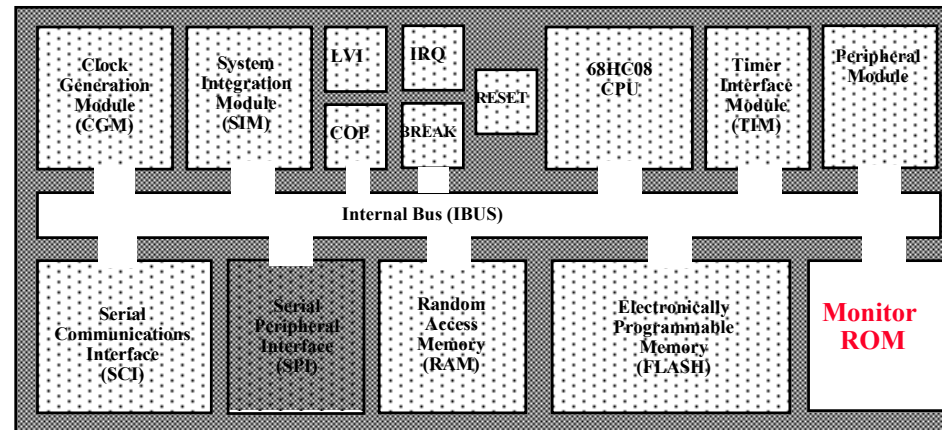 Clock
Generation
Module
(CGM)
System
Integration
Module
(SIM)
LVI
IRQ
COP
BREAK
RESET
68HC08
CPU
Timer
Interface
Module
(TIM)
Peripheral
Module
Internal Bus (IBUS)
Serial
Communications
Interface
(SCI)
Serial
Peripheral
Interface
(SPI)
Random
Access
Memory
(RAM)
Electronically
Programmable
Memory
(FLASH)
Monitor
ROM